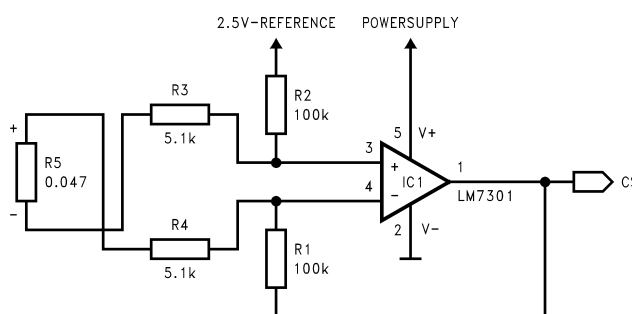 2.5V-REFERENCE POWERSUPPLY
R3
R2
100k
5.1k
+
R5
0.047
-
3
5 V+
+
IC1
-
4
1
LM7301
CS
2 V-
R4
5.1k
R1
100k